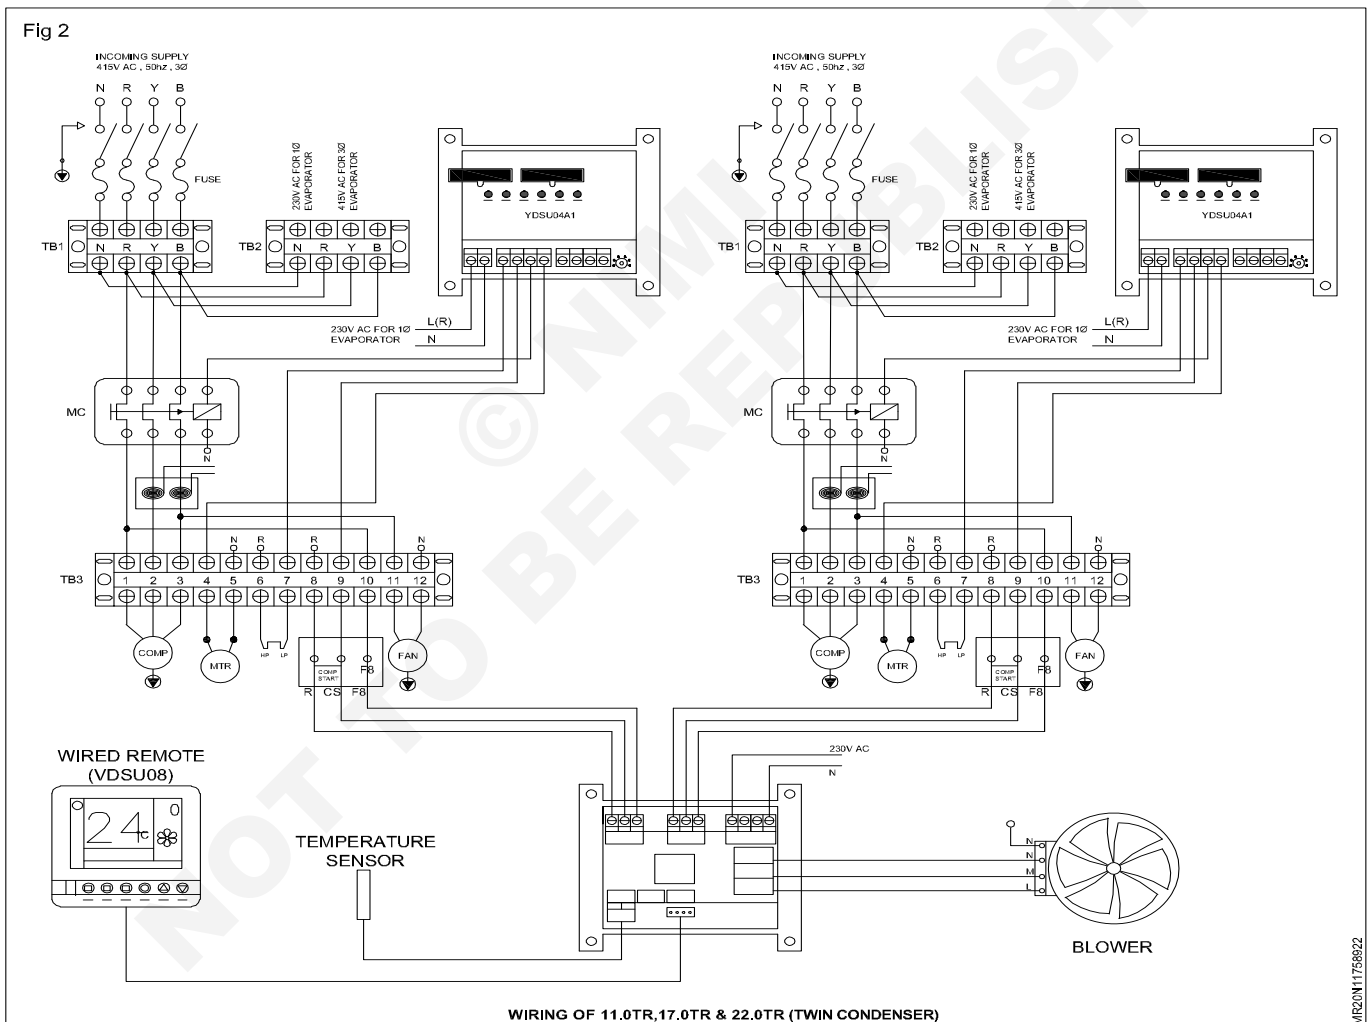 Fig 2
INCOMING SUPPLY
415V AC , 50hz , 3Ø
N R Y B
FUSE
230V AC FOR 1Ø
EVAPORATOR
415V AC FOR 3Ø
EVAPORATOR
YDSU04A1
TB1
N R Y B
TB2
N R Y B
L(R)
230V AC FOR 1Ø
EVAPORATOR
N
MC
N
N R R N
TB3
1 2 3 4 5 6 7 8 9 10 11 12
COMP
MTR
HP LP
COMP
START
F8
FAN
R CS F8
INCOMING SUPPLY
415V AC , 50hz , 3Ø
N R Y B
FUSE
230V AC FOR 1Ø
EVAPORATOR
415V AC FOR 3Ø
EVAPORATOR
YDSU04A1
TB1
N R Y B
TB2
N R Y B
L(R)
230V AC FOR 1Ø
EVAPORATOR
N
MC
N
N R R N
TB3
1 2 3 4 5 6 7 8 9 10 11 12
COMP
MTR
HP LP
COMP
START
F8
FAN
R CS F8
WIRED REMOTE
(VDSU08)
24°C
0
TEMPERATURE
SENSOR
230V AC
N
N
N
M
L
BLOWER
WIRING OF 11.0TR,17.0TR & 22.0TR (TWIN CONDENSER)
MR20N11758922
© NIMI
NOT TO BE REPUBLISH